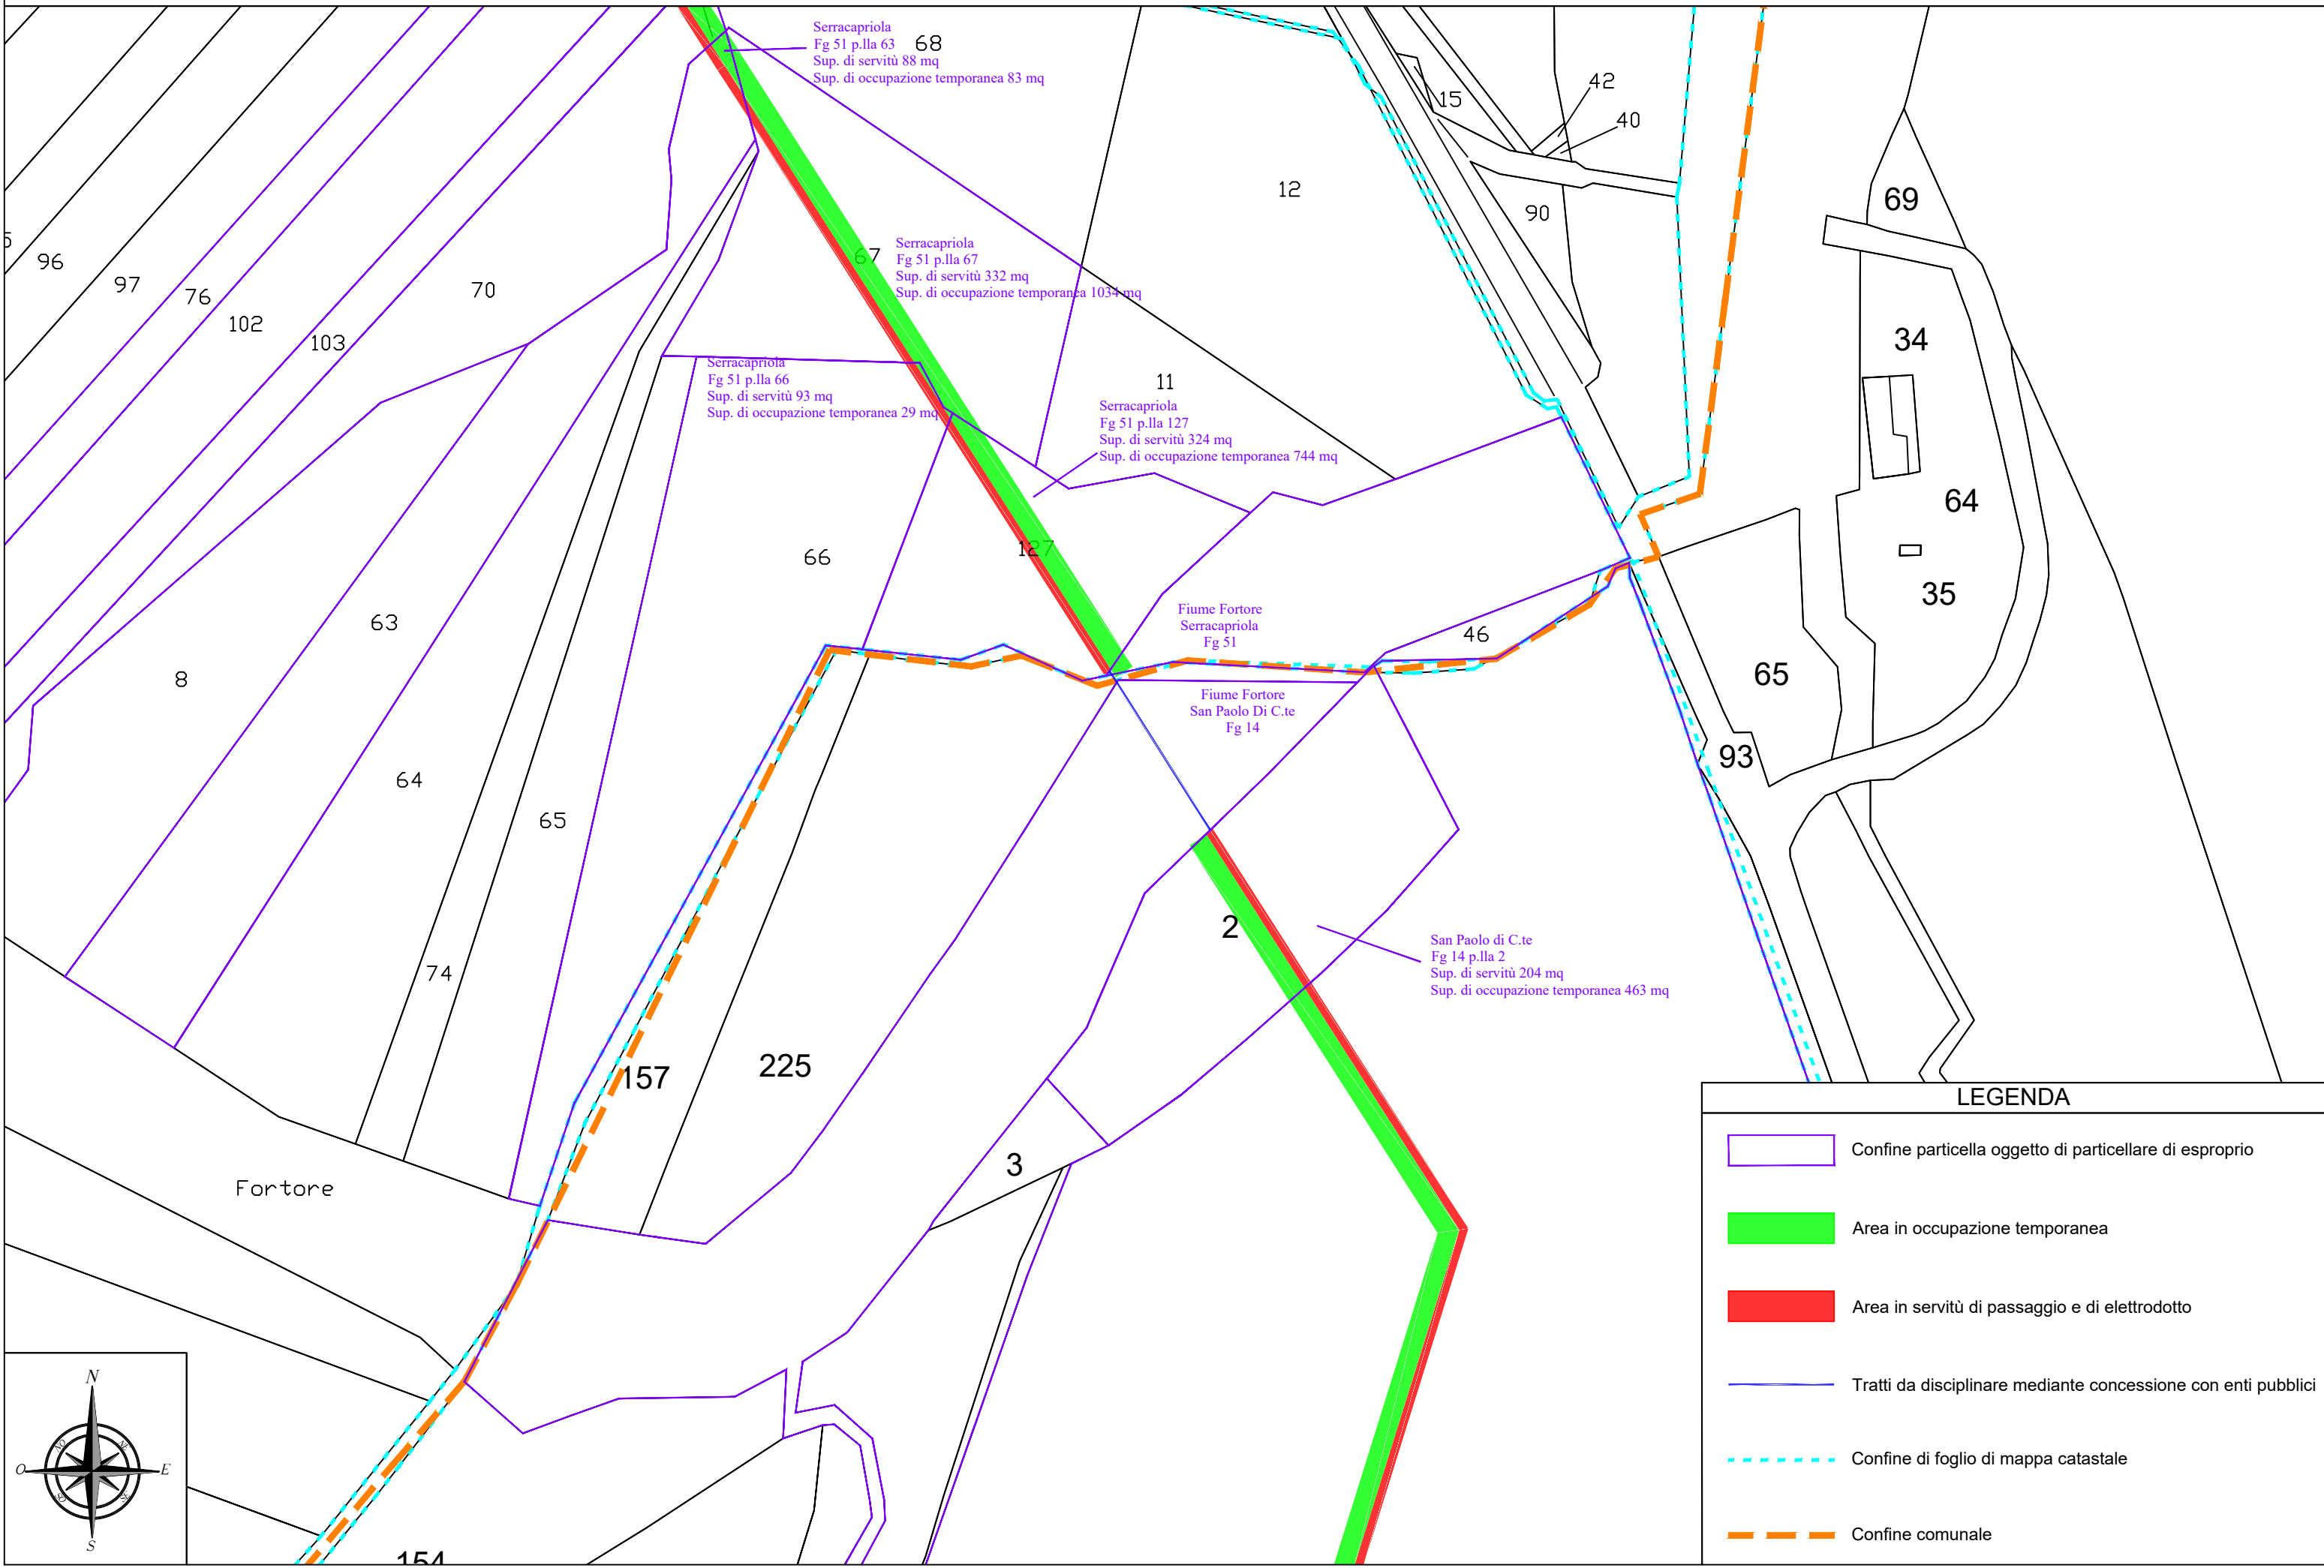 Serracapriola
Fg 51 p.lla 63
Sup. di servitù 88 mq
Sup. di occupazione temporanea 83 mq
68
42
15
40
12
90
69
96
97
76
102
103
70
67
Serracapriola
Fg 51 p.lla 67
Sup. di servitù 332 mq
Sup. di occupazione temporanea 1034 mq
34
Serracapriola
Fg 51 p.lla 66
Sup. di servitù 93 mq
Sup. di occupazione temporanea 29 mq
11
Serracapriola
Fg 51 p.lla 127
Sup. di servitù 324 mq
Sup. di occupazione temporanea 744 mq
64
127
66
35
63
Fiume Fortore
Serracapriola
Fg 51
46
8
65
Fiume Fortore
San Paolo Di C.te
Fg 14
93
64
65
2
San Paolo di C.te
Fg 14 p.lla 2
Sup. di servitù 204 mq
Sup. di occupazione temporanea 463 mq
74
157
225
3
Fortore
154
LEGENDA
Confine particella oggetto di particellare di esproprio
Area in occupazione temporanea
Area in servitù di passaggio e di elettrodotto
Tratti da disciplinare mediante concessione con enti pubblici
Confine di foglio di mappa catastale
Confine comunale
N
O
E
S